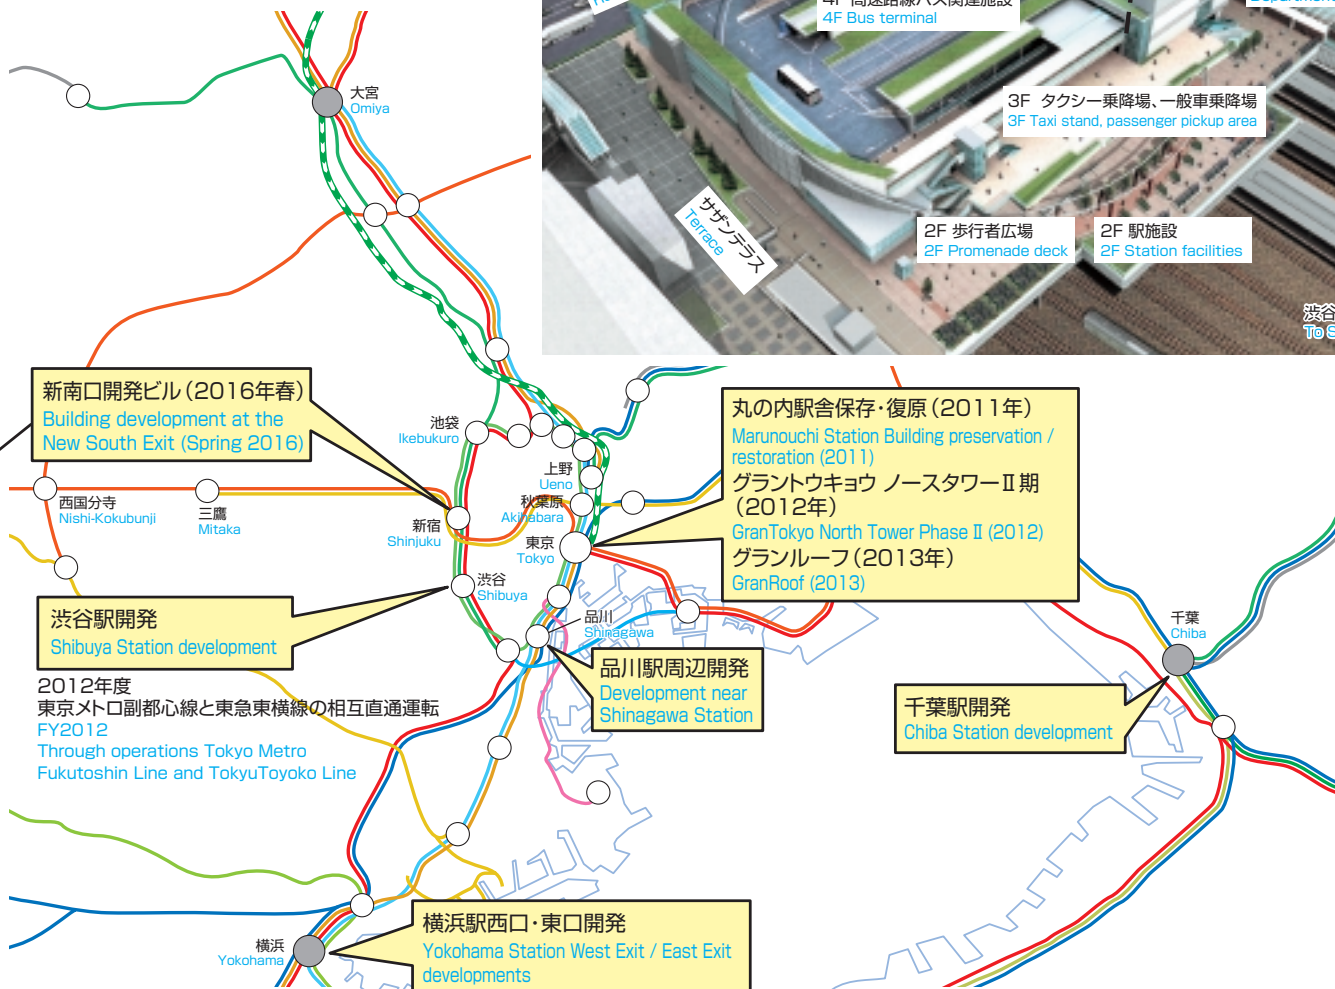 4F 高速路線バス関連施設
4F Bus terminal
3F タクシー乗降場、一般車乗降場
3F Taxi stand, passenger pickup area
サザンテラス
Terrace
2F 歩行者広場
2F Promenade deck
2F 駅施設
2F Station facilities
渋谷
To S
大宮
Omiya
新南口開発ビル（2016年春）
Building development at the
New South Exit (Spring 2016)
池袋
Ikebukuro
上野
Ueno
秋葉原
Akihabara
東京
Tokyo
丸の内駅舎保存・復原（2011年）
Marunouchi Station Building preservation /
restoration (2011)
グラントウキョウ ノースタワーⅡ期
（2012年）
GranTokyo North Tower Phase Ⅱ (2012)
グランルーフ（2013年）
GranRoof (2013)
西国分寺
Nishi-Kokubunji
三鷹
Mitaka
新宿
Shinjuku
渋谷
Shibuya
品川
Shinagawa
千葉
Chiba
渋谷駅開発
Shibuya Station development
2012年度
東京メトロ副都心線と東急東横線の相互直通運転
FY2012
Through operations Tokyo Metro
Fukutoshin Line and TokyuToyoko Line
品川駅周辺開発
Development near
Shinagawa Station
千葉駅開発
Chiba Station development
横浜
Yokohama
横浜駅西口・東口開発
Yokohama Station West Exit / East Exit
developments